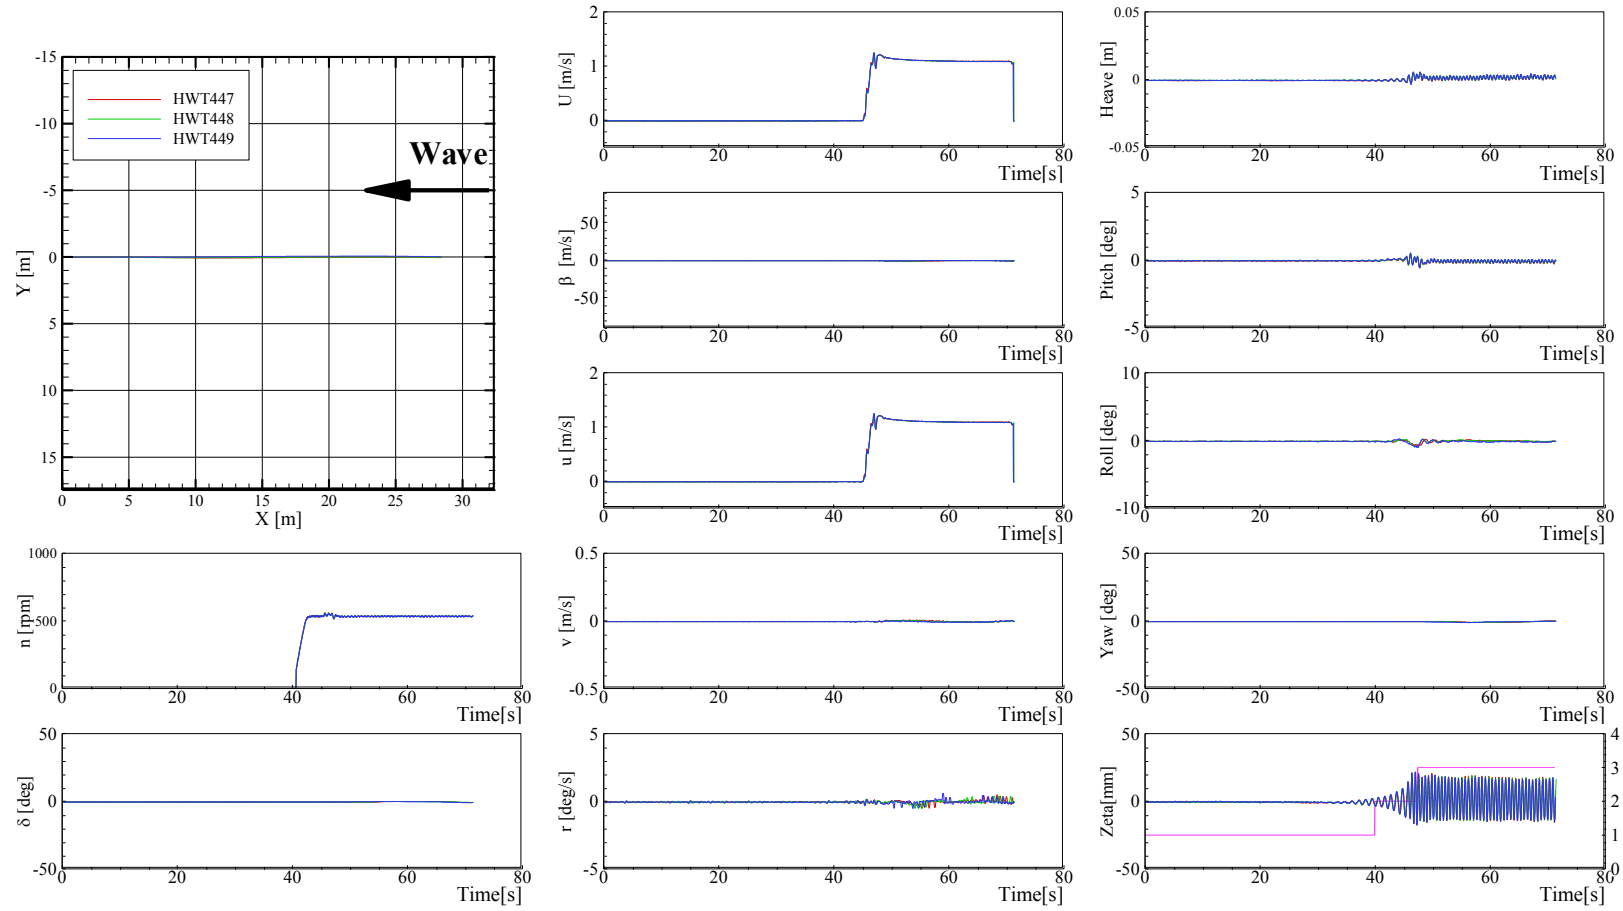 -15
-10
-5
0
5
10
15
Y [m]
HWT447
HWT448
HWT449
Wave
0 5 10 15 20 25 30
X [m]
2
1
0
U [m/s]
0 20 40 60 80
Time[s]
0.05
0
-0.05
Heave [m]
0 20 40 60 80
Time[s]
50
0
-50
β [m/s]
0 20 40 60 80
Time[s]
5
0
-5
Pitch [deg]
0 20 40 60 80
Time[s]
2
1
0
u [m/s]
0 20 40 60 80
Time[s]
10
0
-10
Roll [deg]
0 20 40 60 80
Time[s]
1000
500
0
n [rpm]
0 20 40 60 80
Time[s]
0.5
0
-0.5
v [m/s]
0 20 40 60 80
Time[s]
50
0
-50
Yaw [deg]
0 20 40 60 80
Time[s]
50
0
-50
δ [deg]
0 20 40 60 80
Time[s]
5
0
-5
r [deg/s]
0 20 40 60 80
Time[s]
50
0
-50
Zeta[mm]
4
3
2
1
0
0 20 40 60 80
Time[s]